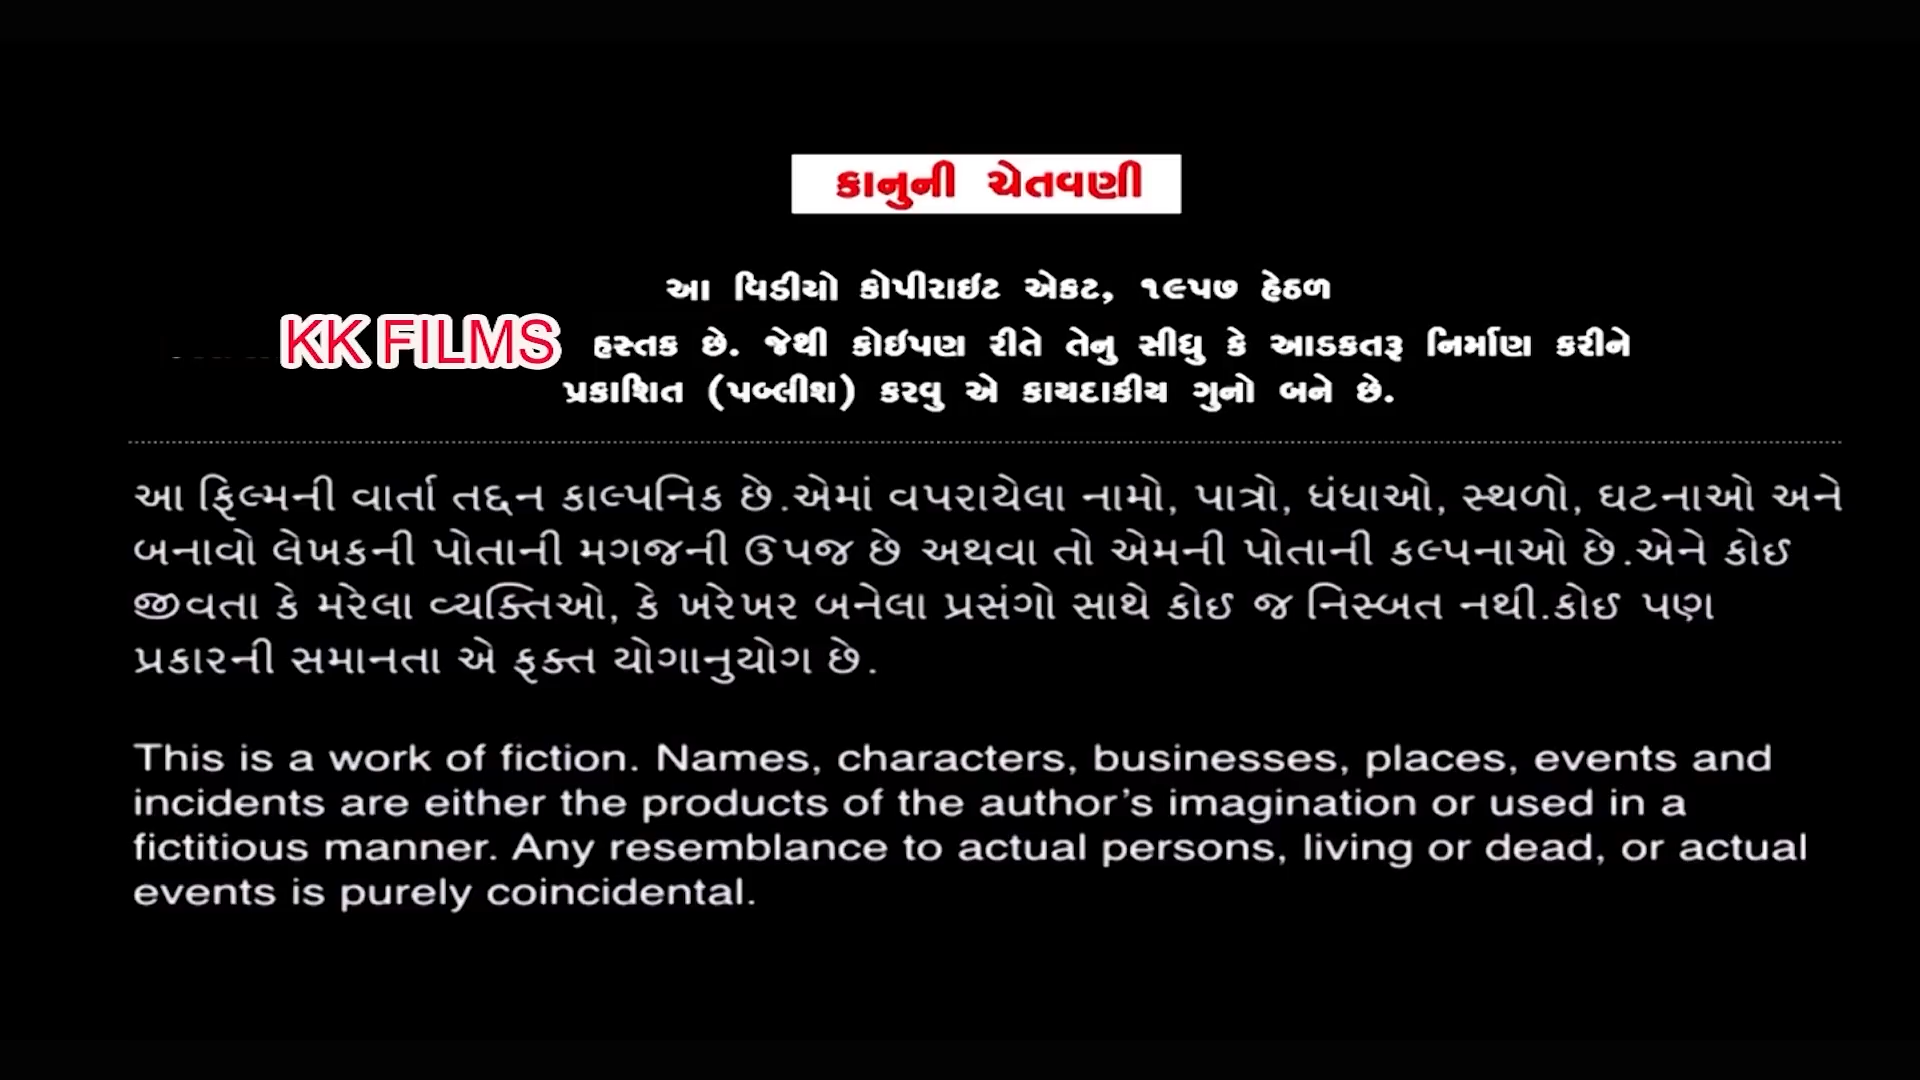 કાનુની ચેતવણી
આ વિડીયો કોપીરાઇટ એકટ, ૧૯૫૭ હેઠળ
KK FILMS હસ્તક છે. જેથી કોઇપણ રીતે તેનુ સીધુ કે આડકતરૂ નિર્માણ કરીને
પ્રકાશિત (પબ્લીશ) કરવુ એ કાયદાકીય ગુનો બને છે.
આ ફિલ્મની વાર્તા તદ્દન કાલ્પનિક છે.એમાં વપરાયેલા નામો, પાત્રો, ધંધાઓ, સ્થળો, ઘટનાઓ અને
બનાવો લેખકની પોતાની મગજની ઉપજ છે અથવા તો એમની પોતાની કલ્પનાઓ છે.એને કોઈ
જીવતા કે મરેલા વ્યક્તિઓ, કે ખરેખર બનેલા પ્રસંગો સાથે કોઈ જ નિસ્બત નથી.કોઈ પણ
પ્રકારની સમાનતા એ ફક્ત યોગાનુયોગ છે.
This is a work of fiction. Names, characters, businesses, places, events and
incidents are either the products of the author’s imagination or used in a
fictitious manner. Any resemblance to actual persons, living or dead, or actual
events is purely coincidental.